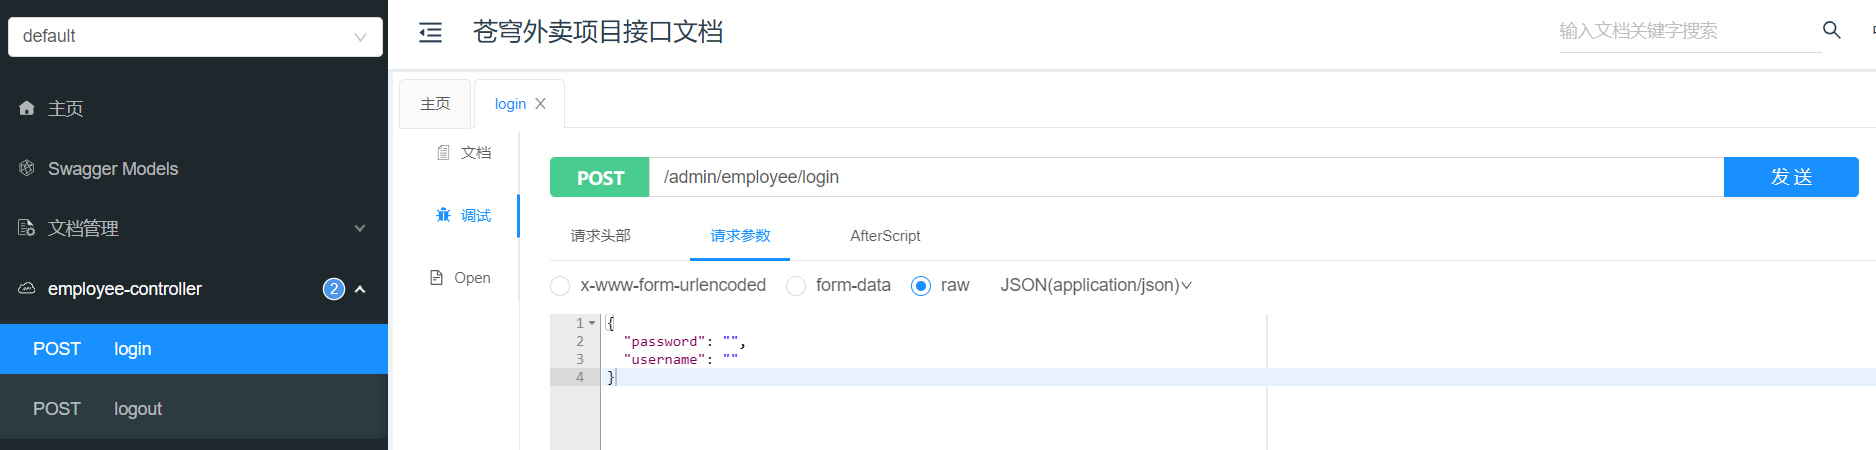 default
主页
Swagger Models
文档管理
employee-controller 2
POST login
POST logout
苍穹外卖项目接口文档
输入文档关键字搜索
主页 login
文档
调试
Open
POST /admin/employee/login 发送
请求头部 请求参数 AfterScript
x-www-form-urlencoded form-data raw JSON(application/json)
1 {
2 "password": "",
3 "username": ""
4 }